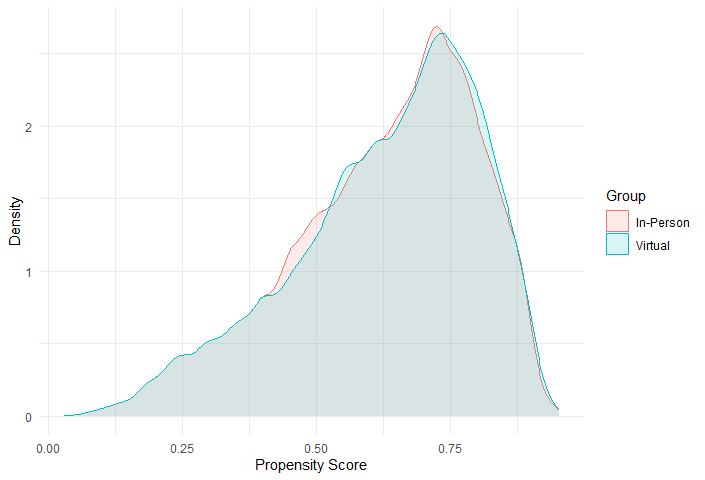 2
1
0
Density
0.00 0.25 0.50 0.75
Propensity Score
Group
In-Person
Virtual